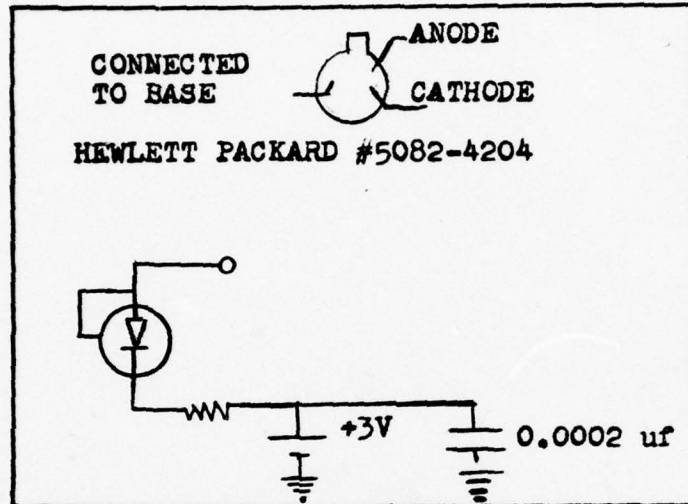 ANODE
CONNECTED
TO BASE
CATHODE
HEWLETT PACKARD #5082-4204
+3V
0.0002 uf